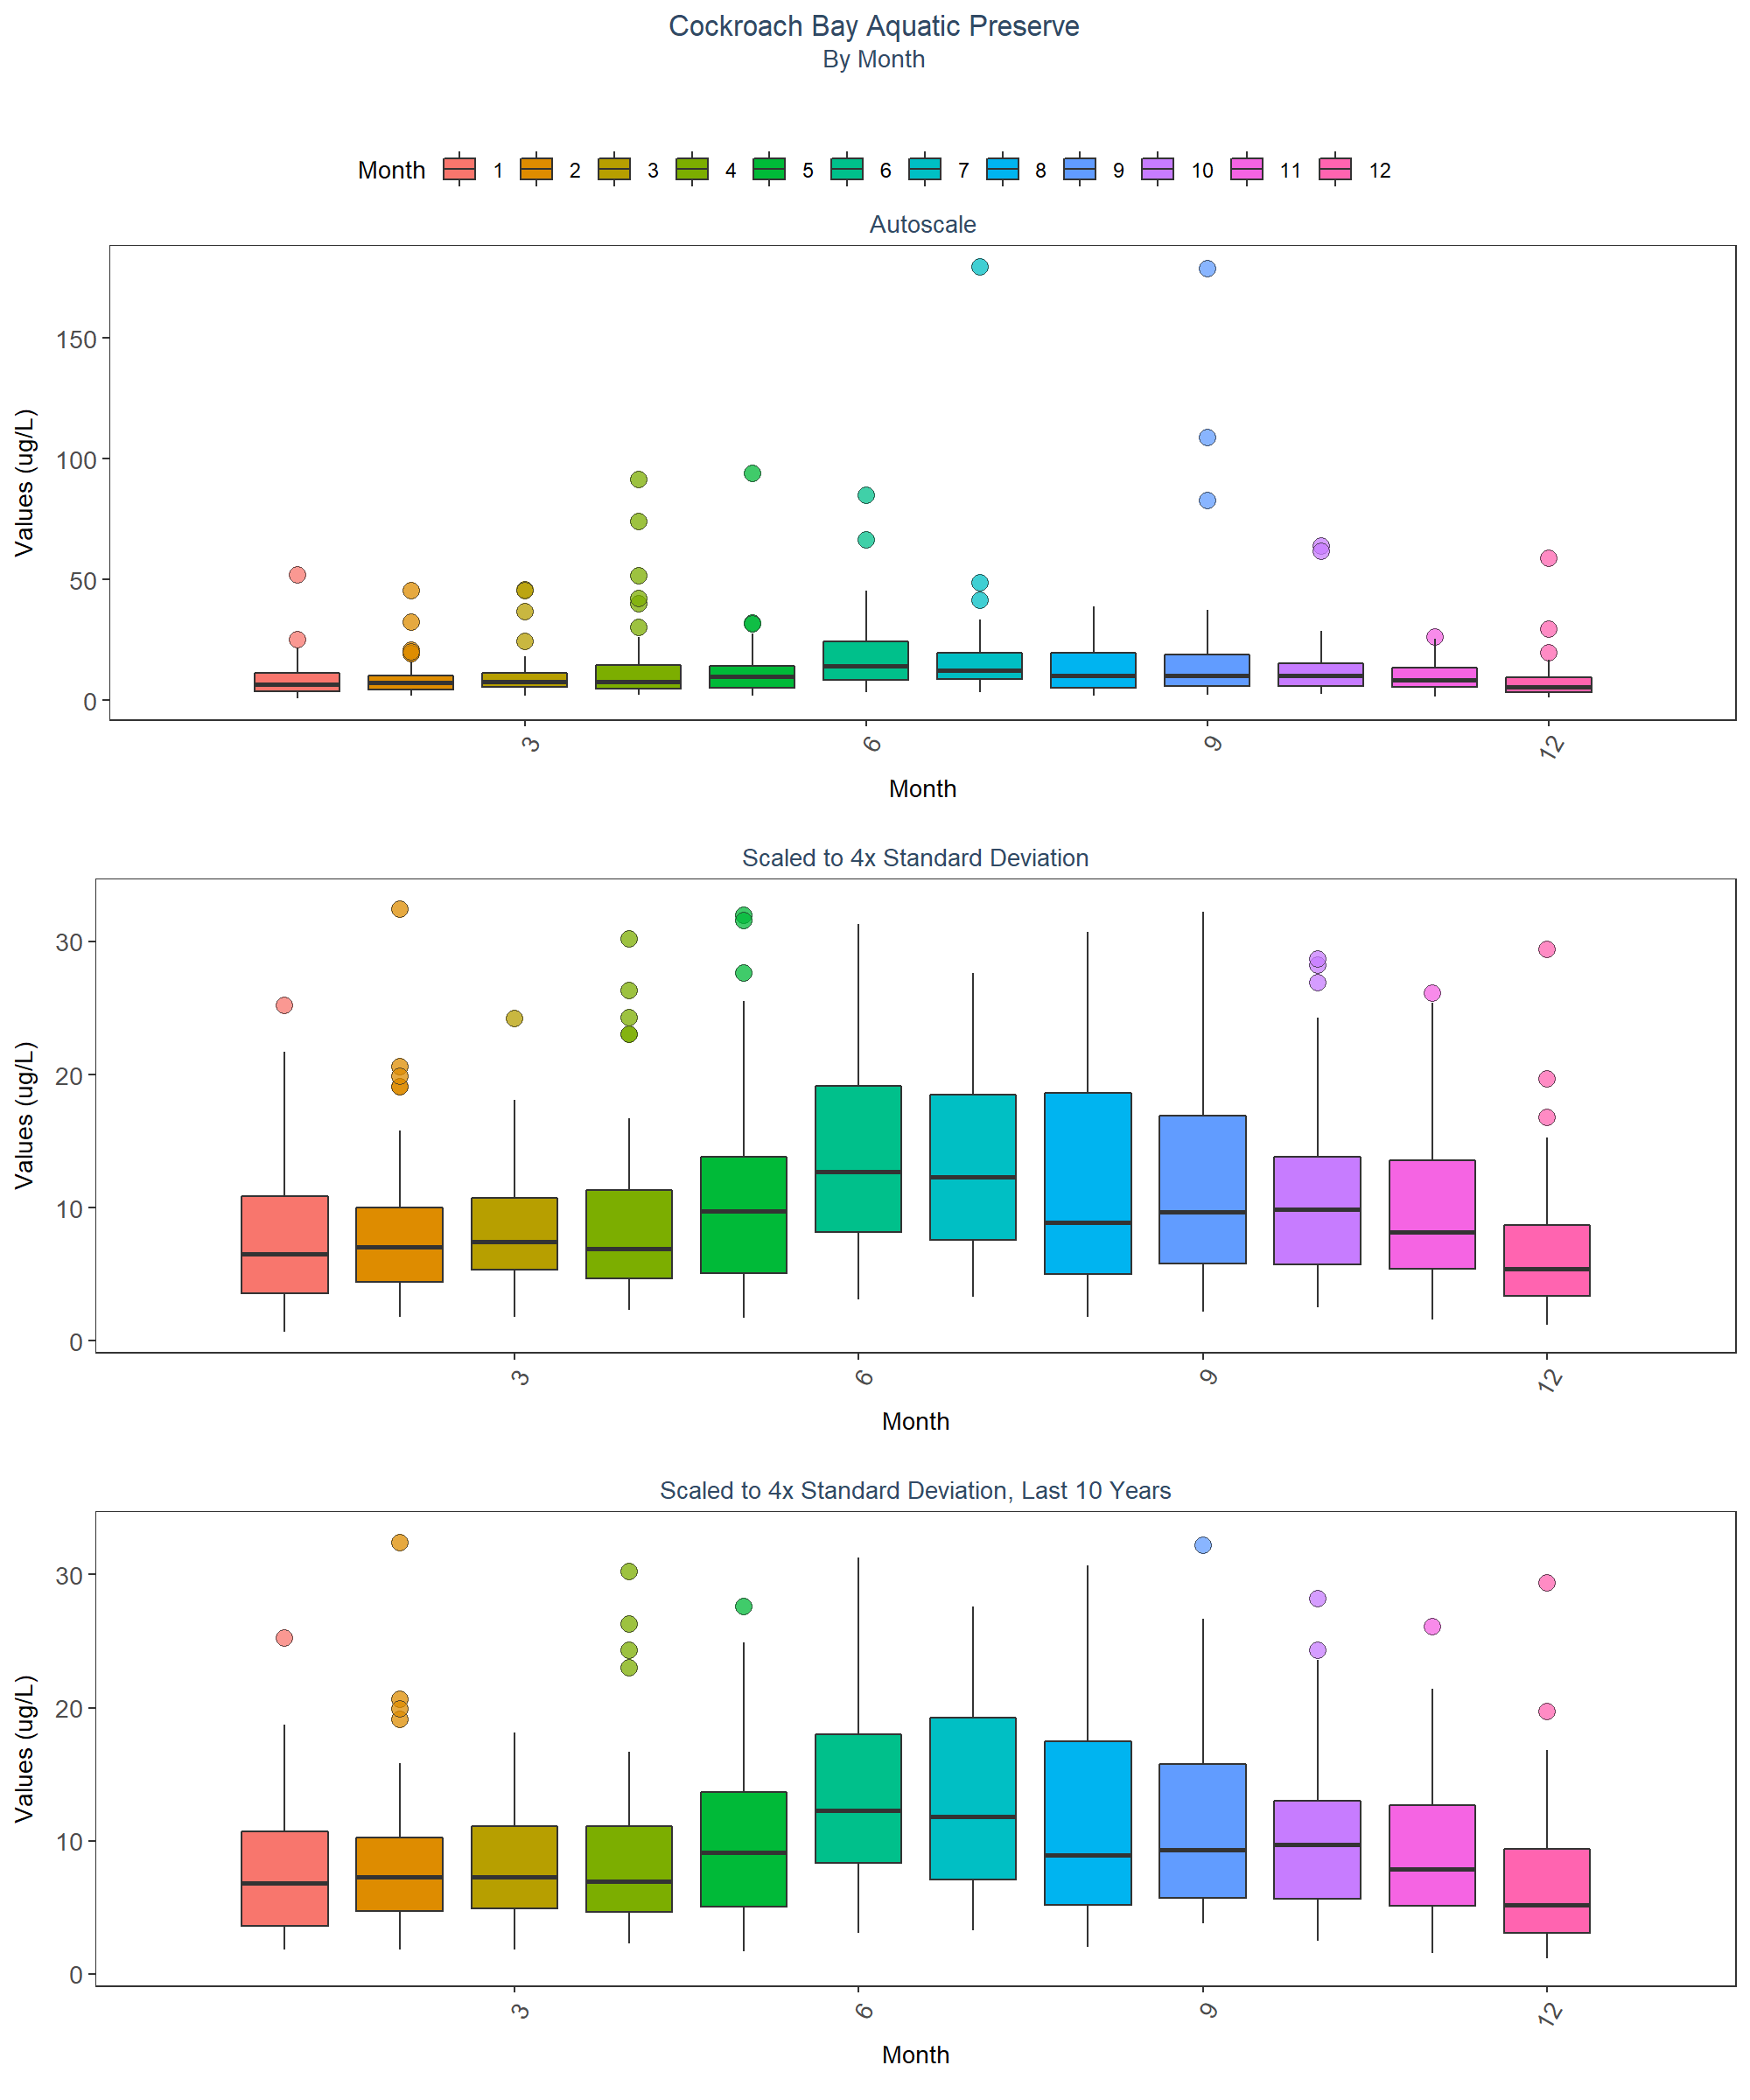 Cockroach Bay Aquatic Preserve
By Month
Month 1 2 3 4 5 6 7 8 9 10 11 12
Autoscale
Values (ug/L)
150
100
50
0
3 6 9 12
Month
Scaled to 4x Standard Deviation
Values (ug/L)
30
20
10
0
3 6 9 12
Month
Scaled to 4x Standard Deviation, Last 10 Years
Values (ug/L)
30
20
10
0
3 6 9 12
Month